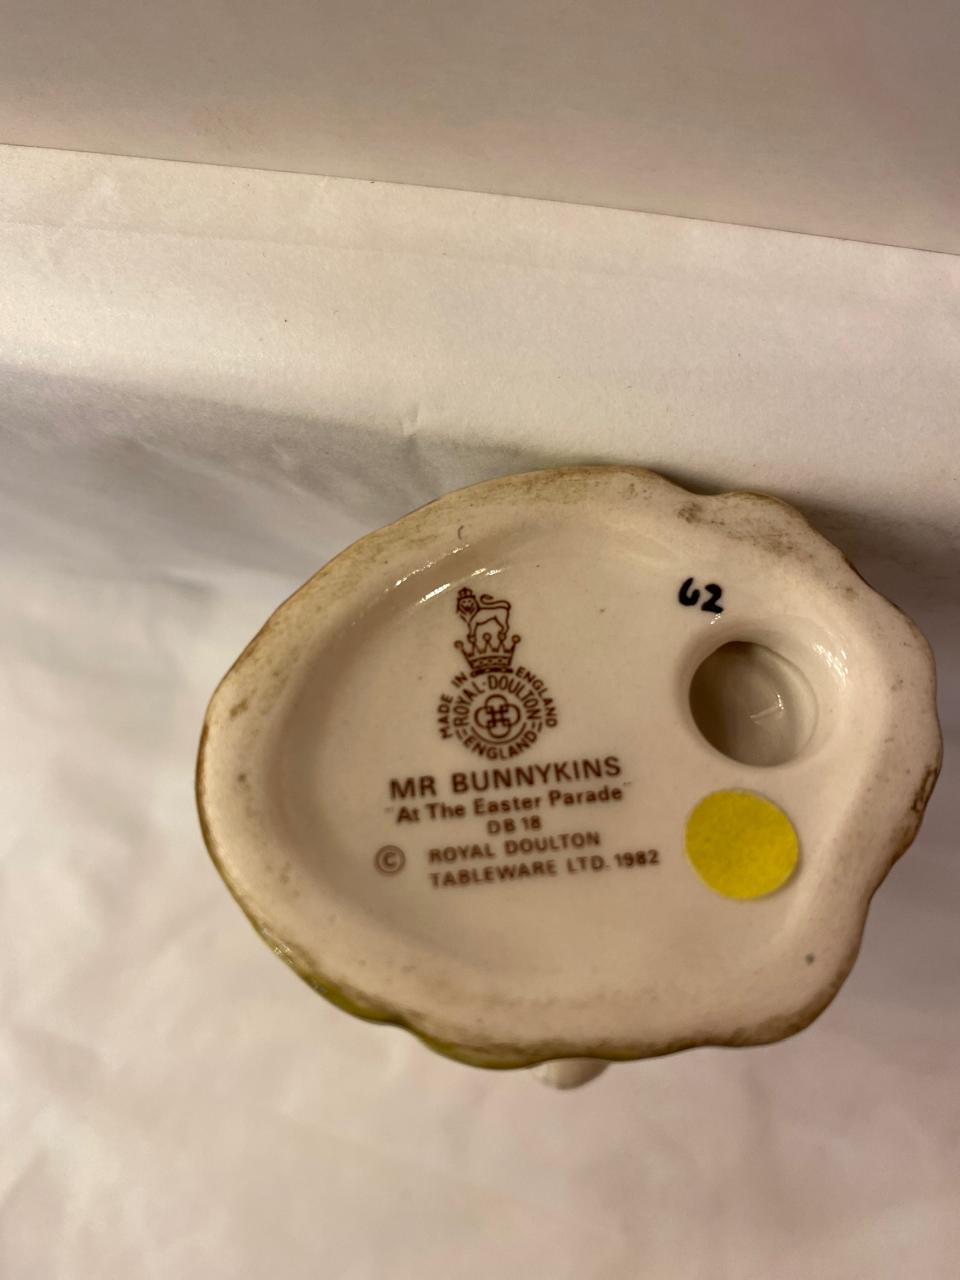 62
MADE IN ENGLAND
ROYAL·DOULTON
ENGLAND
MR BUNNYKINS
"At The Easter Parade"
DB 18
© ROYAL DOULTON
TABLEWARE LTD. 1982